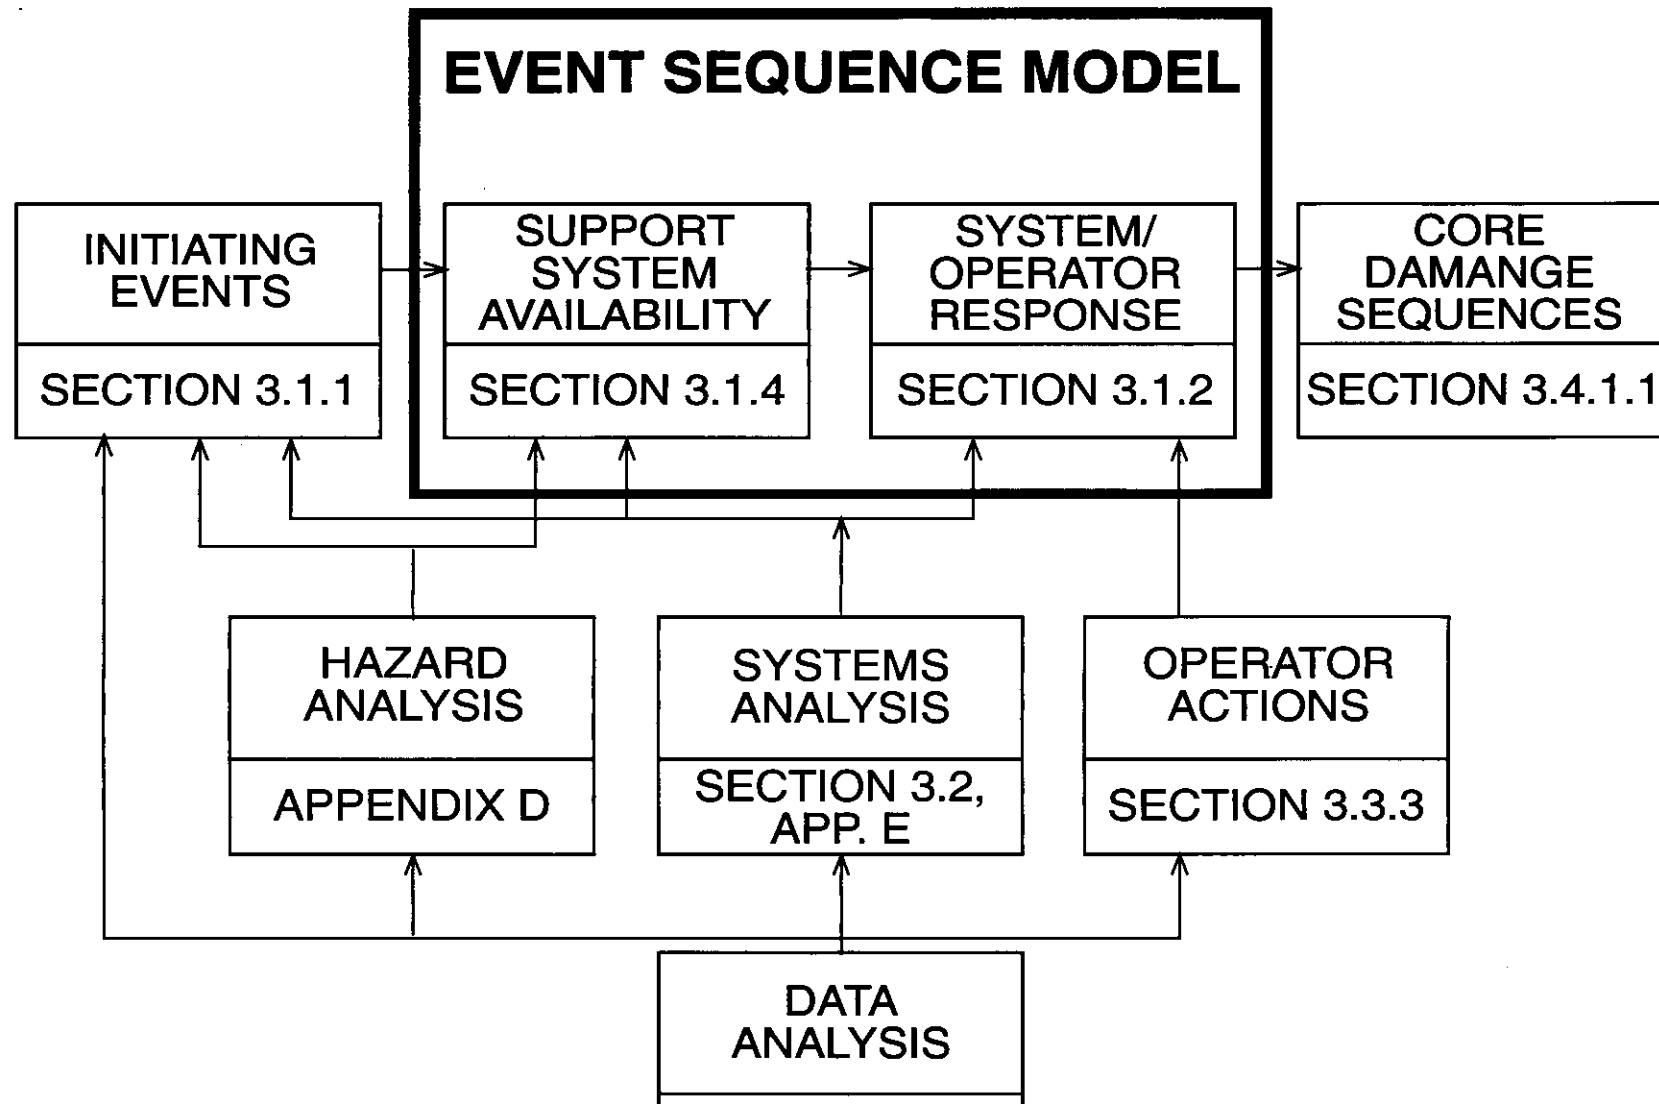 EVENT SEQUENCE MODEL
INITIATING
EVENTS
SECTION 3.1.1
SUPPORT
SYSTEM
AVAILABILITY
SECTION 3.1.4
SYSTEM/
OPERATOR
RESPONSE
SECTION 3.1.2
CORE
DAMANGE
SEQUENCES
SECTION 3.4.1.1
HAZARD
ANALYSIS
APPENDIX D
SYSTEMS
ANALYSIS
SECTION 3.2,
APP. E
OPERATOR
ACTIONS
SECTION 3.3.3
DATA
ANALYSIS